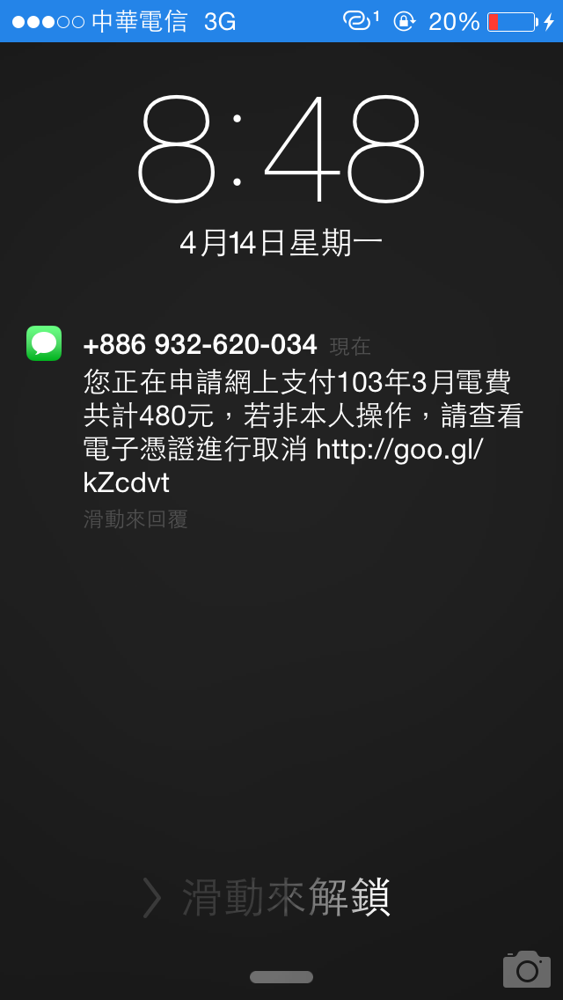 中華電信 3G 1 20%
8:48
4月14日星期一
+886 932-620-034 現在
您正在申請網上支付103年3月電費
共計480元，若非本人操作，請查看
電子憑證進行取消 http://goo.gl/
kZcdvt
滑動來回覆
滑動來解鎖